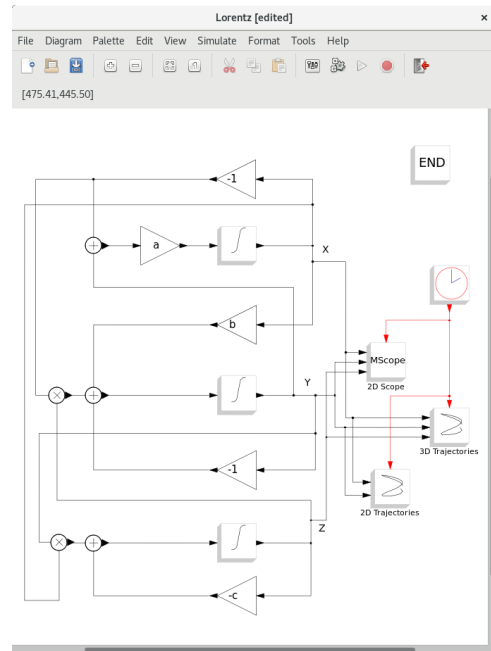 Lorentz [edited]
×
File Diagram Palette Edit View Simulate Format Tools Help
[475.41,445.50]
END
-1
a
X
b
MScope
2D Scope
Y
3D Trajectories
-1
2D Trajectories
Z
-c